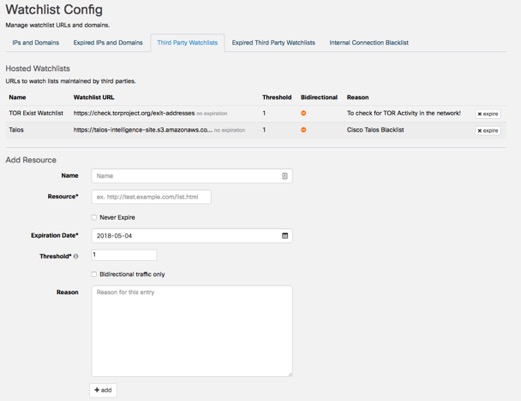 Watchlist Config
Manage watchlist URLs and domains.
IPs and Domains Expired IPs and Domains Third Party Watchlists Expired Third Party Watchlists Internal Connection Blacklist
Hosted Watchlists
URLs to watch lists maintained by third parties.
Name Watchlist URL Threshold Bidirectional Reason
TOR Exist Watchlist https://check.torproject.org/exit-addresses no expiration 1 To check for TOR Activity in the network! × expire
Talos https://talos-intelligence-site.s3.amazonaws.co... no expiration 1 Cisco Talos Blacklist × expire
Add Resource
Name Name
Resource* ex. http://test.example.com/list.html
Never Expire
Expiration Date* 2018-05-04
Threshold* 1
Bidirectional traffic only
Reason Reason for this entry
+ add